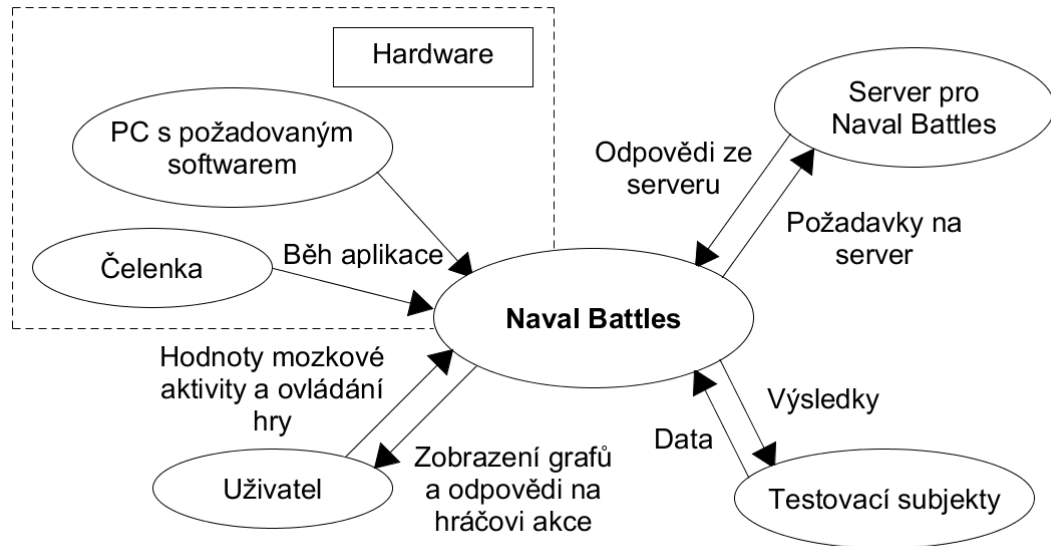 Hardware
PC s požadovaným
softwarem
Server pro
Naval Battles
Odpovědi ze
serveru
Požadavky na
server
Čelenka
Běh aplikace
Naval Battles
Hodnoty mozkové
aktivity a ovládání
hry
Výsledky
Data
Uživatel
Zobrazení grafů
a odpovědi na
hráčovi akce
Testovací subjekty